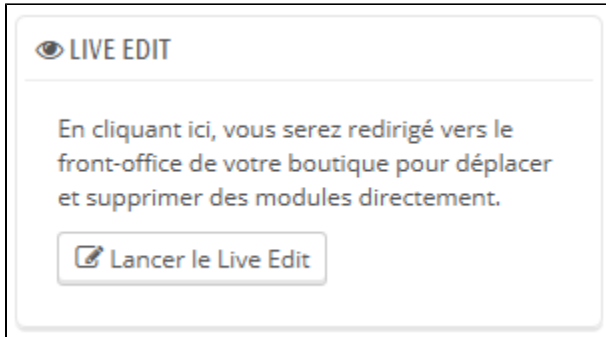 LIVE EDIT
En cliquant ici, vous serez redirigé vers le
front-office de votre boutique pour déplacer
et supprimer des modules directement.
Lancer le Live Edit